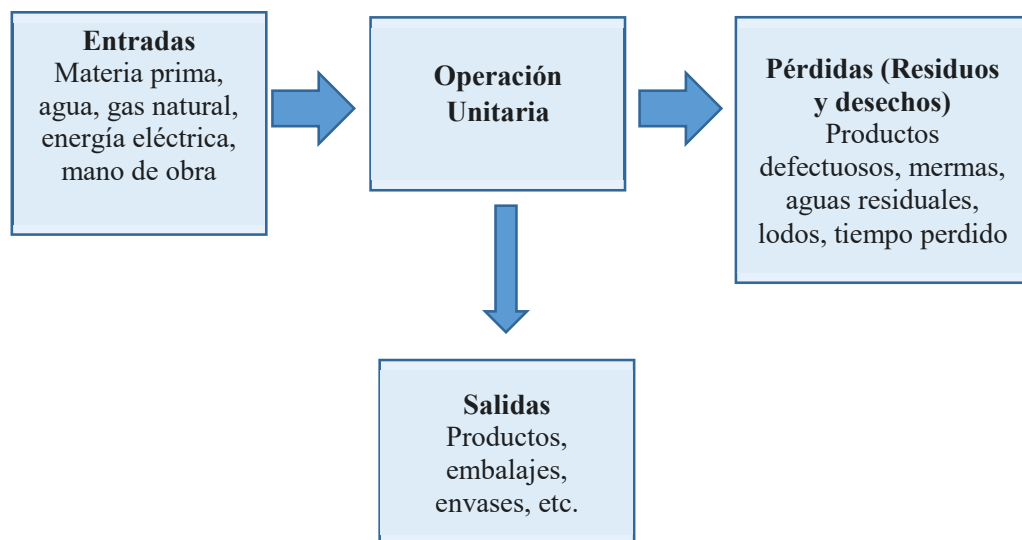 Entradas
Materia prima,
agua, gas natural,
energía eléctrica,
mano de obra
Operación
Unitaria
Pérdidas (Residuos
y desechos)
Productos
defectuosos, mermas,
aguas residuales,
lodos, tiempo perdido
Salidas
Productos,
embalajes,
envases, etc.